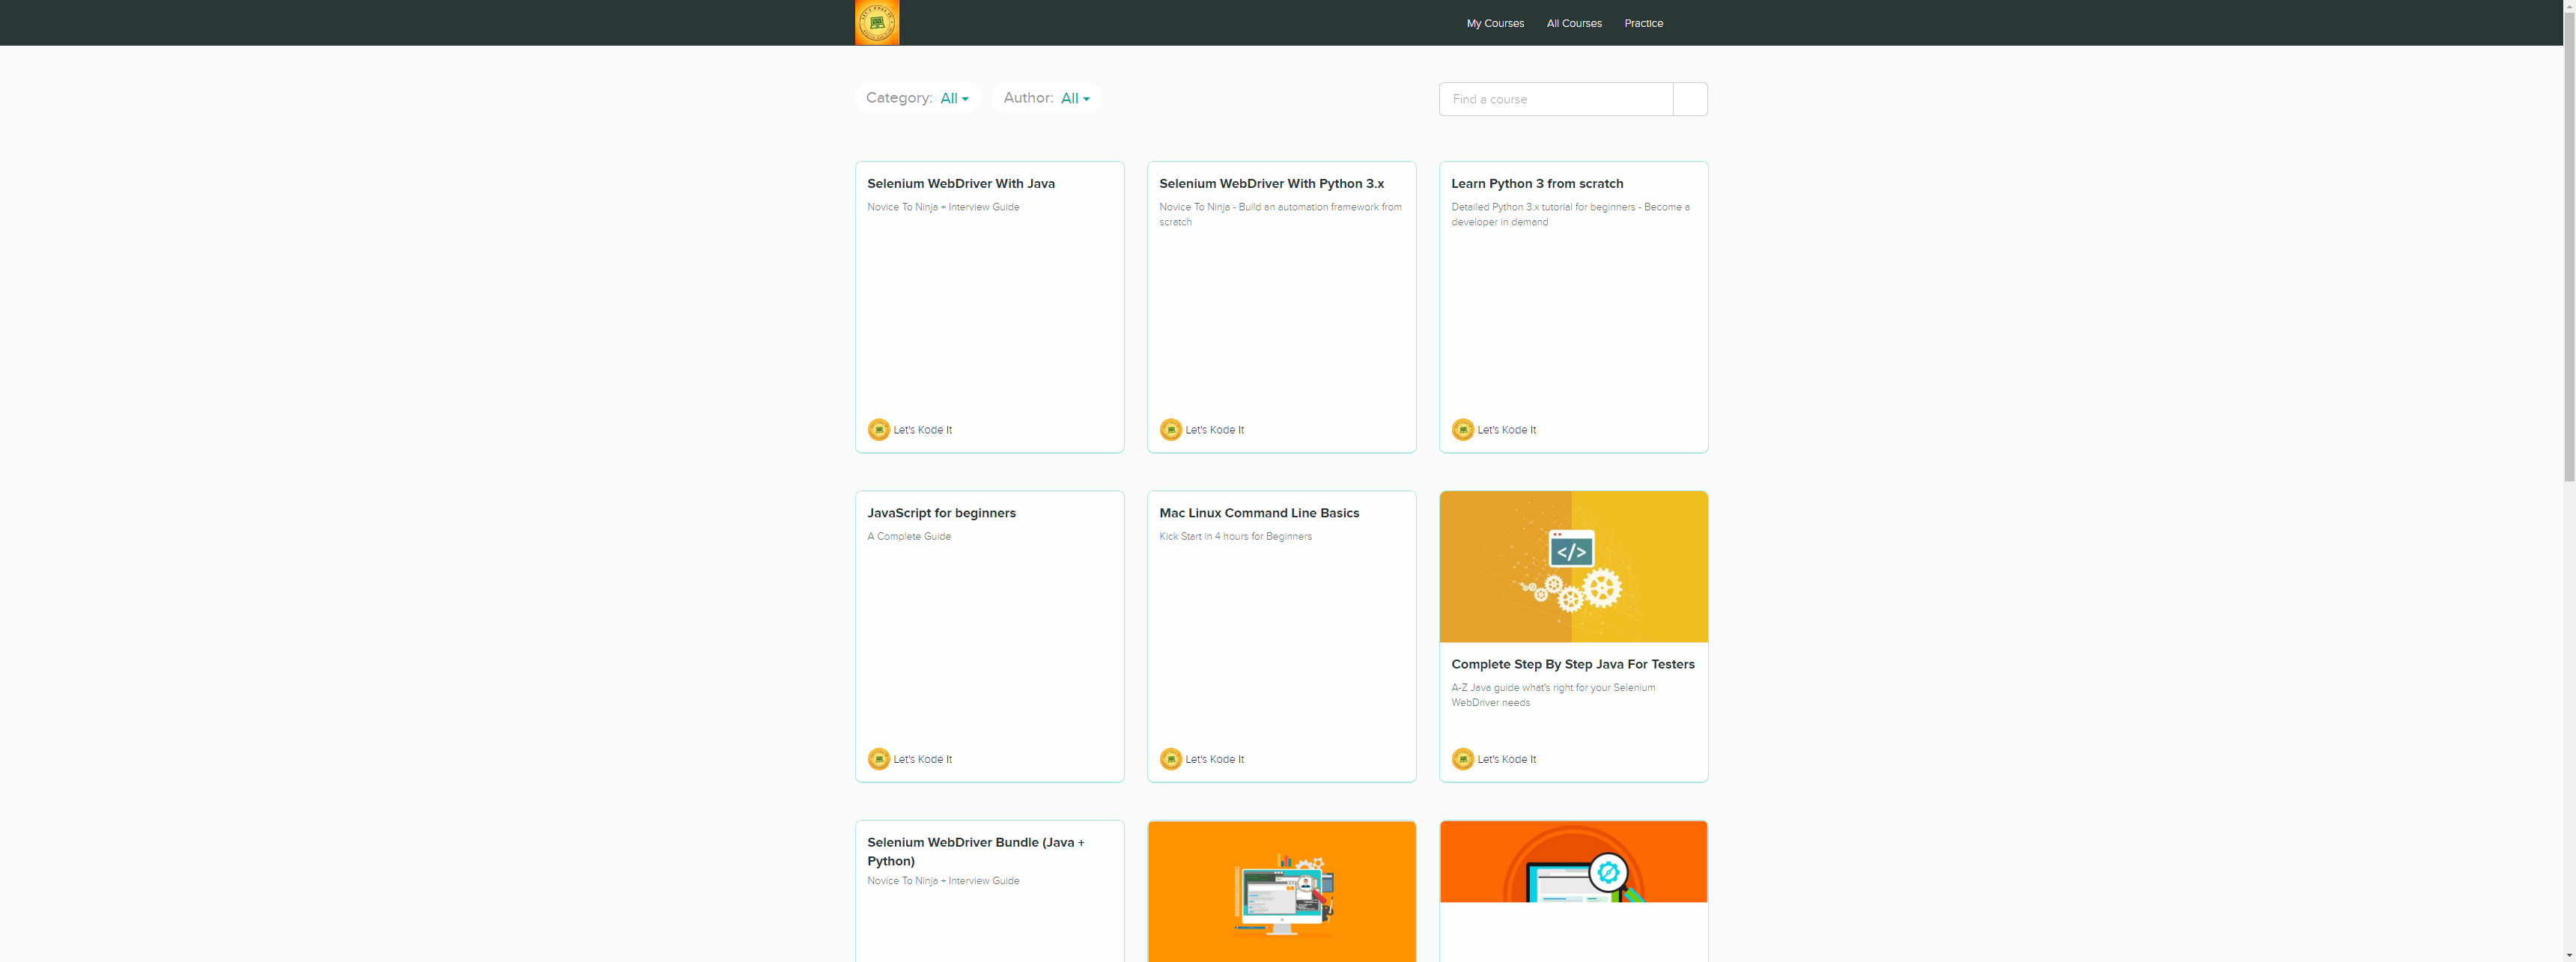 My Courses
All Courses
Practice
Category: All
Author: All
Find a course
Selenium WebDriver With Java
Novice To Ninja + Interview Guide
Let's Kode It
Selenium WebDriver With Python 3.x
Novice To Ninja - Build an automation framework from
scratch
Let's Kode It
Learn Python 3 from scratch
Detailed Python 3.x tutorial for beginners - Become a
developer in demand
Let's Kode It
JavaScript for beginners
A Complete Guide
Let's Kode It
Mac Linux Command Line Basics
Kick Start in 4 hours for Beginners
Let's Kode It
</>
Complete Step By Step Java For Testers
A-Z Java guide what's right for your Selenium
WebDriver needs
Let's Kode It
Selenium WebDriver Bundle (Java +
Python)
Novice To Ninja + Interview Guide